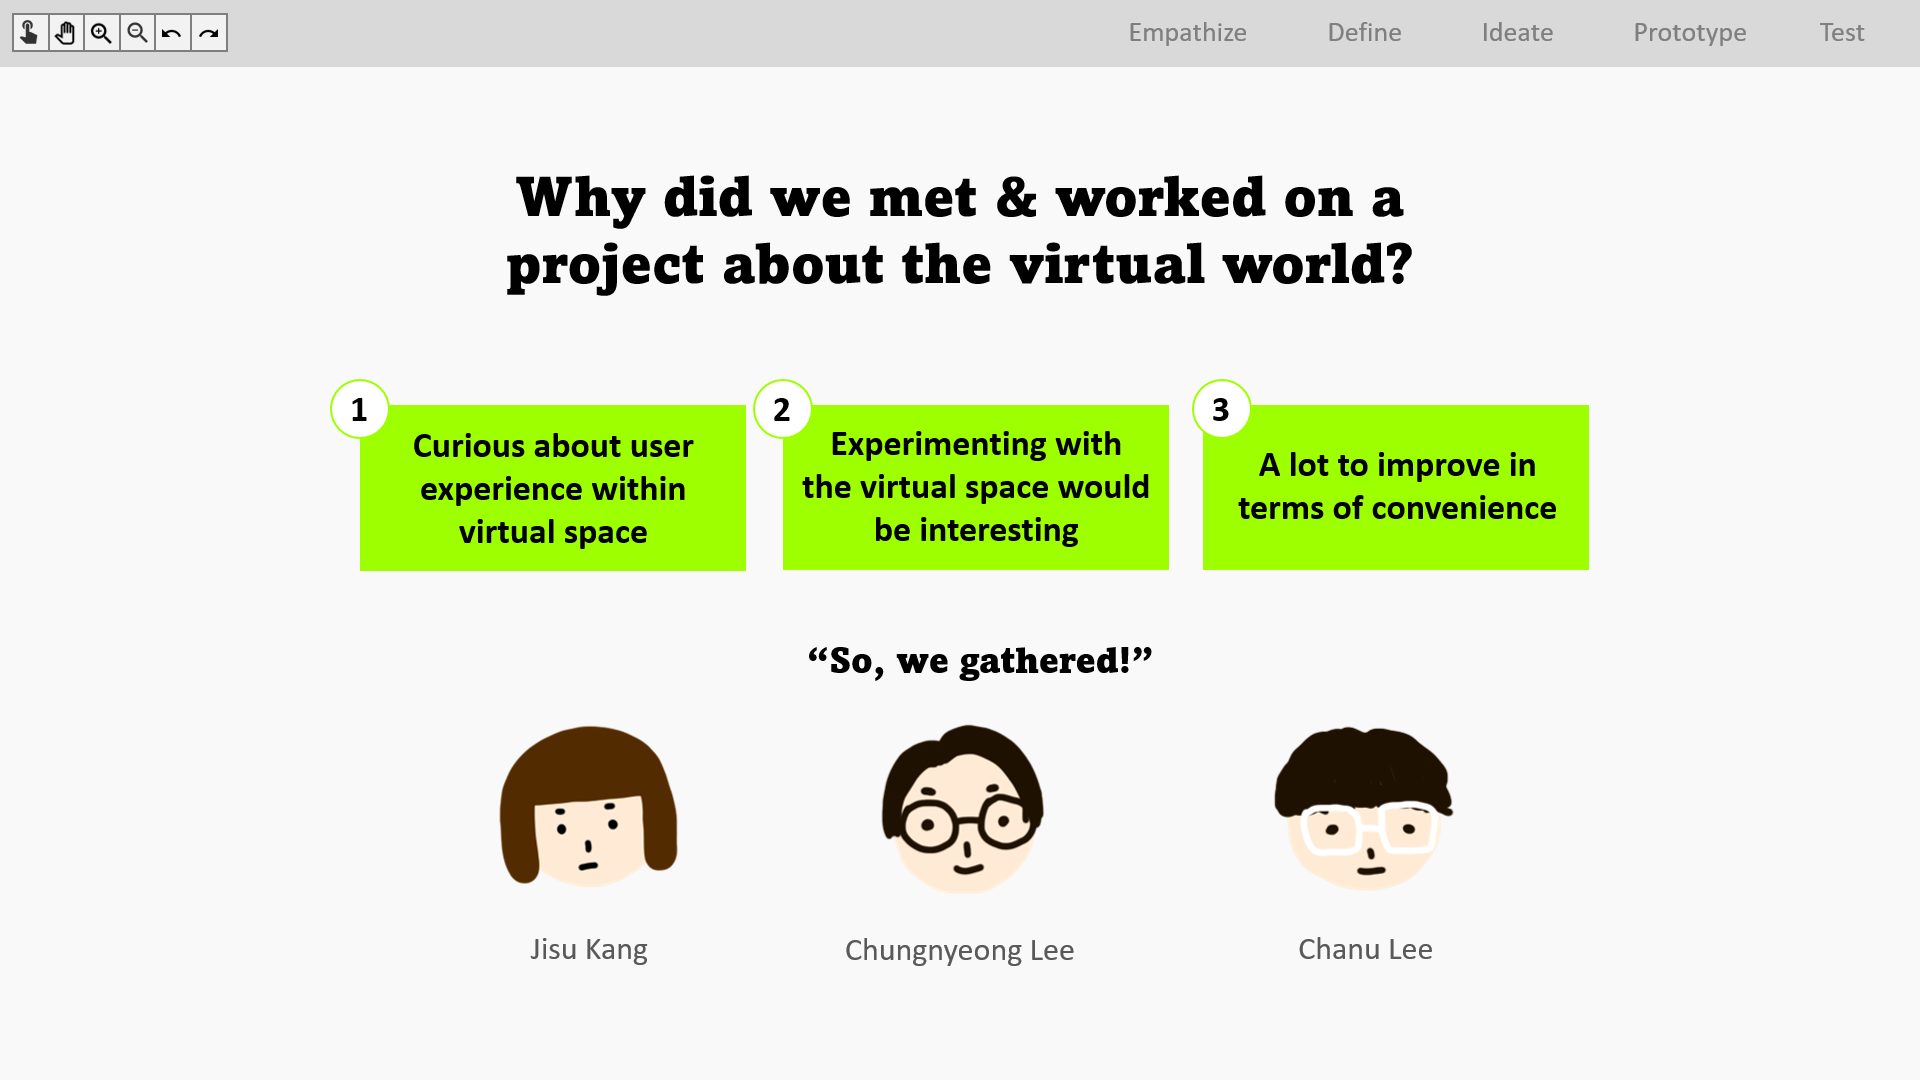 Empathize Define Ideate Prototype Test
Why did we met & worked on a
project about the virtual world?
1
Curious about user
experience within
virtual space
2
Experimenting with
the virtual space would
be interesting
3
A lot to improve in
terms of convenience
“So, we gathered!”
Jisu Kang
Chungnyeong Lee
Chanu Lee